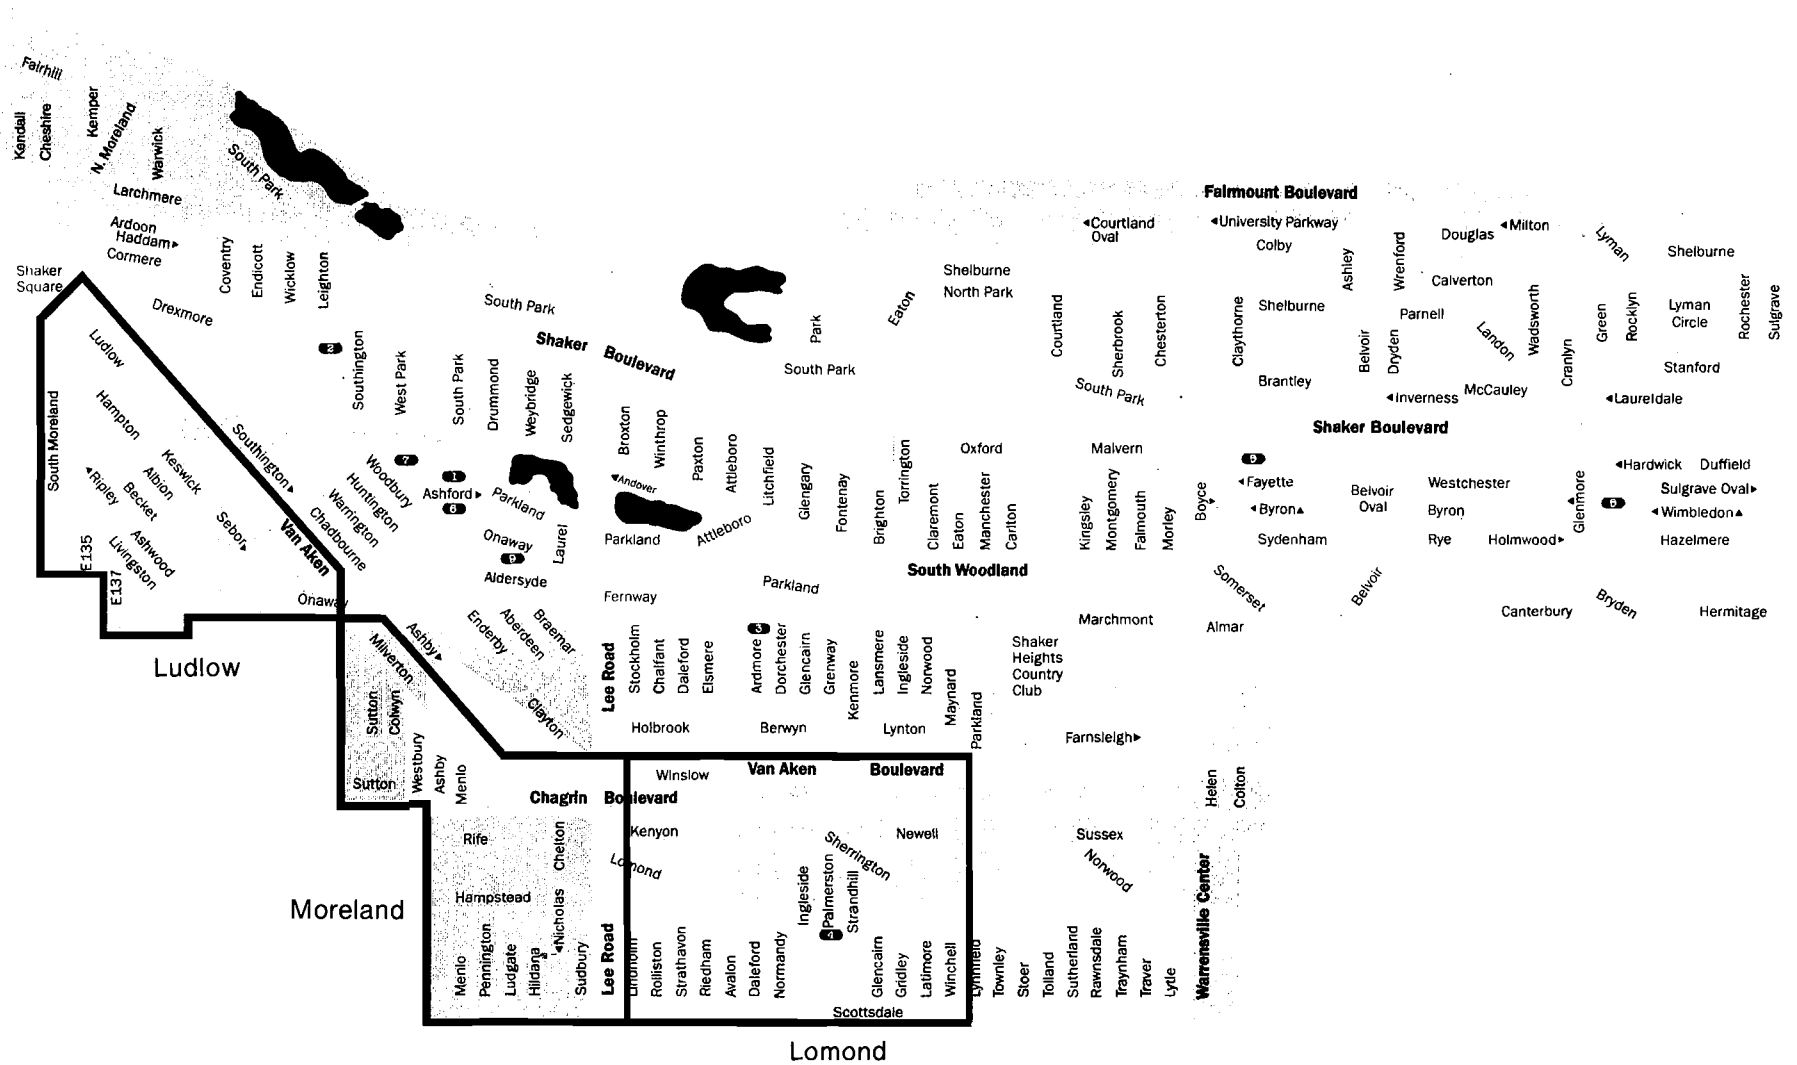 Fairhill
Kendall
Cheshire
Kemper
N. Moreland
Warwick
South Park
Larchmere
Ardoon
Haddam
Cormere
Coventry
Endicott
Wicklow
Leighton
Shaker
Square
Drexmore
Fairmount Boulevard
Courtland
Oval
University Parkway
Colby
Ashley
Wrenford
Douglas
Milton
Lyman
Shelburne
Calverton
Shelburne
North Park
Eaton
South Park
Park
South Park
Courtland
Sherbrook
Chesterton
South Park
Claythorne
Shelburne
Brantley
Belvoir
Dryden
Parnell
Landon
Wadsworth
Cranlyn
Green
Rocklyn
Lyman
Circle
Rochester
Sulgrave
Stanford
Inverness
McCauley
Laureldale
Shaker Boulevard
Shaker
Boulevard
2
Southington
West Park
South Park
Drummond
Weybridge
Sedgewick
Broxton
Winthrop
Paxton
Attleboro
Litchfield
Glengary
Fontenay
Brighton
Torrington
Claremont
Eaton
Manchester
Carlton
Oxford
Malvern
Kingsley
Montgomery
Falmouth
Morley
Boyce
Fayette
Byron
Sydenham
Belvoir
Oval
Westchester
Byron
Rye
Holmwood
Glenmore
Hardwick
Duffield
Sulgrave Oval
Wimbledon
Hazelmere
Ludlow
South Moreland
Hampton
Keswick
Albion
Becket
Ripley
Ashwood
Livingston
E135
E137
Sebor
Southington
Van Aken
Onaway
Woodbury
Huntington
Warrington
Chadbourne
7
1
Ashford
6
Parkland
Onaway
9
Aldersyde
Laurel
Andover
Parkland
Attleboro
Fernway
Parkland
South Woodland
Somerset
Belvoir
Almar
Marchmont
Canterbury
Bryden
Hermitage
Ludlow
Milverton
Ashby
Enderby
Aberdeen
Braemar
Clayton
Sutton
Colwyn
Sutton
Westbury
Ashby
Menlo
Lee Road
Stockholm
Chalfant
Daleford
Elsmere
3
Ardmore
Dorchester
Glencairn
Grenway
Kenmore
Lansmere
Ingleside
Norwood
Maynard
Parkland
Shaker
Heights
Country
Club
Holbrook
Berwyn
Lynton
Farnsleigh
Helen
Colton
Winslow
Van Aken
Boulevard
Chagrin
Boulevard
Rife
Chelton
Kenyon
Lomond
Sherrington
Newell
Sussex
Norwood
Hampstead
Nicholas
Ingleside
Palmerston
Strandhill
4
Moreland
Menlo
Pennington
Ludgate
Hildana
Sudbury
Lee Road
Lindholm
Rolliston
Strathavon
Riedham
Avalon
Daleford
Normandy
Glencairn
Gridley
Latimore
Winchell
Lynnfield
Townley
Stoer
Tolland
Sutherland
Rawnsdale
Traynham
Traver
Lytle
Warrensville Center
Scottsdale
Lomond